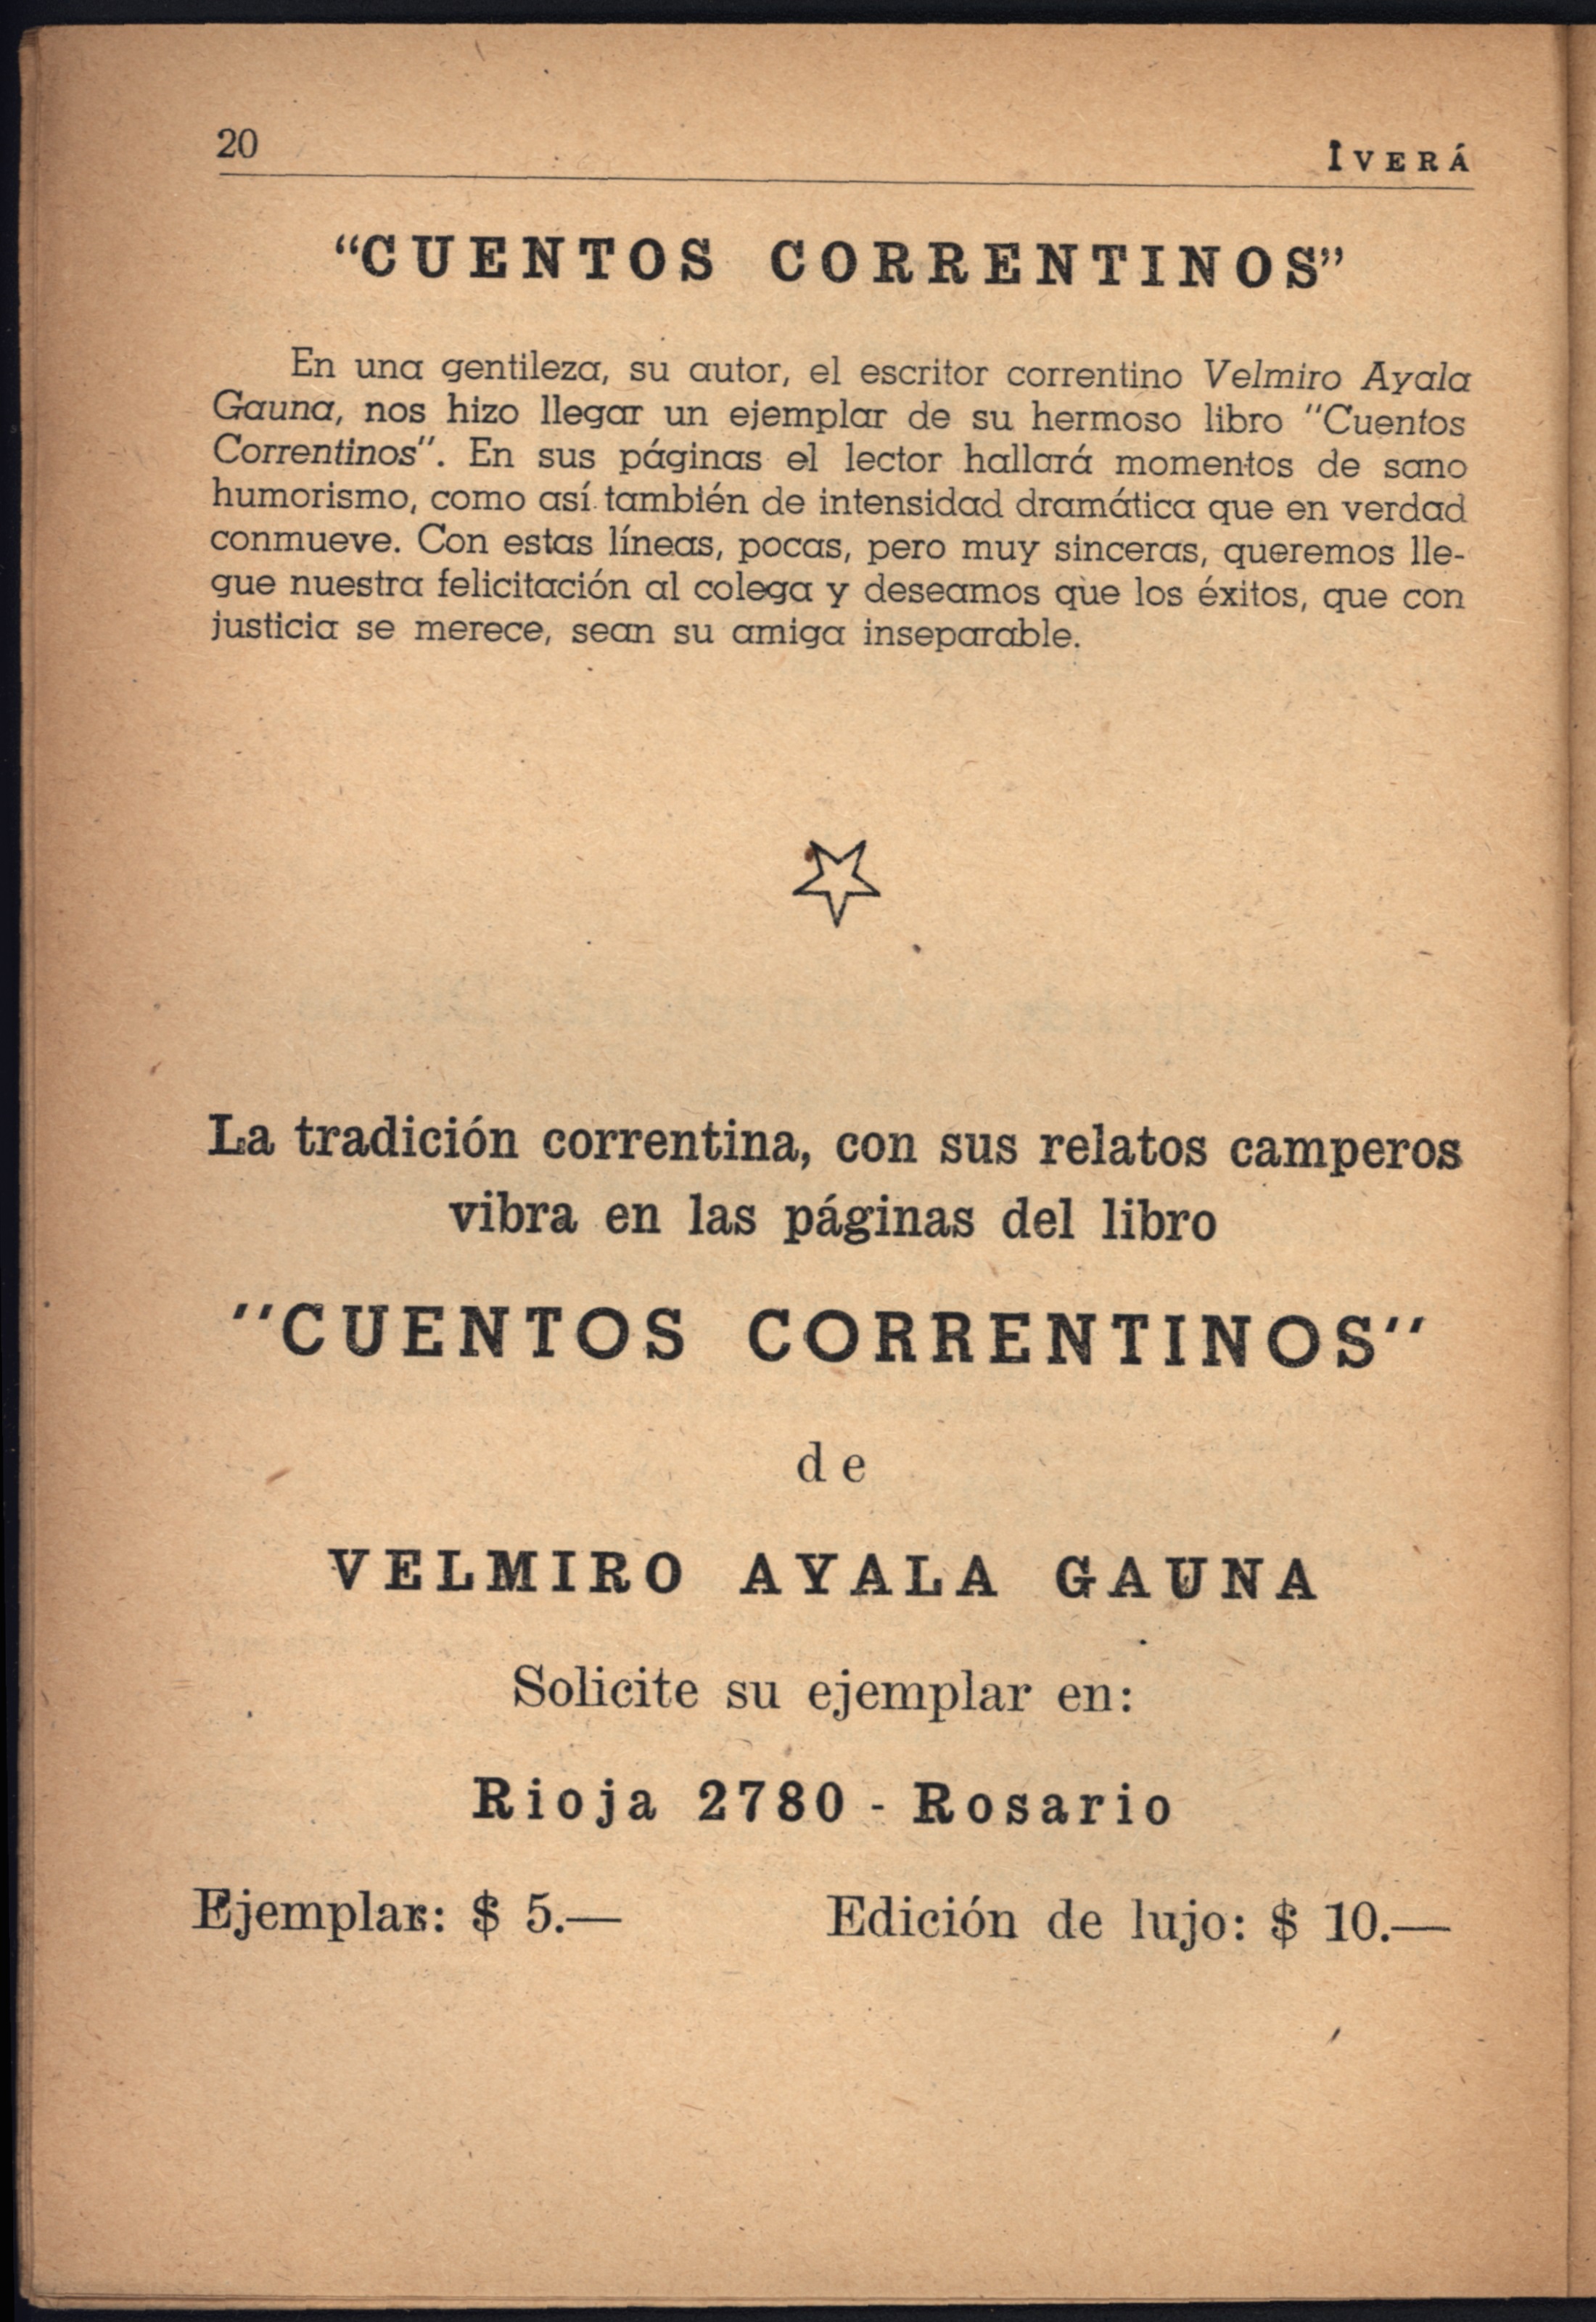 20
IVERÁ
“CUENTOS CORRENTINOS”
En una gentileza, su autor, el escritor correntino Velmiro Ayala
Gauna, nos hizo llegar un ejemplar de su hermoso libro "Cuentos
Correntinos". En sus páginas el lector hallará momentos de sano
humorismo, como así también de intensidad dramática que en verdad
conmueve. Con estas líneas, pocas, pero muy sinceras, queremos lle-
gue nuestra felicitación al colega y deseamos que los éxitos, que con
justicia se merece, sean su amiga inseparable.
La tradición correntina, con sus relatos camperos
vibra en las páginas del libro
"CUENTOS CORRENTINOS"
de
VELMIRO AYALA GAUNA
Solicite su ejemplar en:
Rioja 2780 - Rosario
Ejemplar: $ 5.—
Edición de lujo: $ 10.—